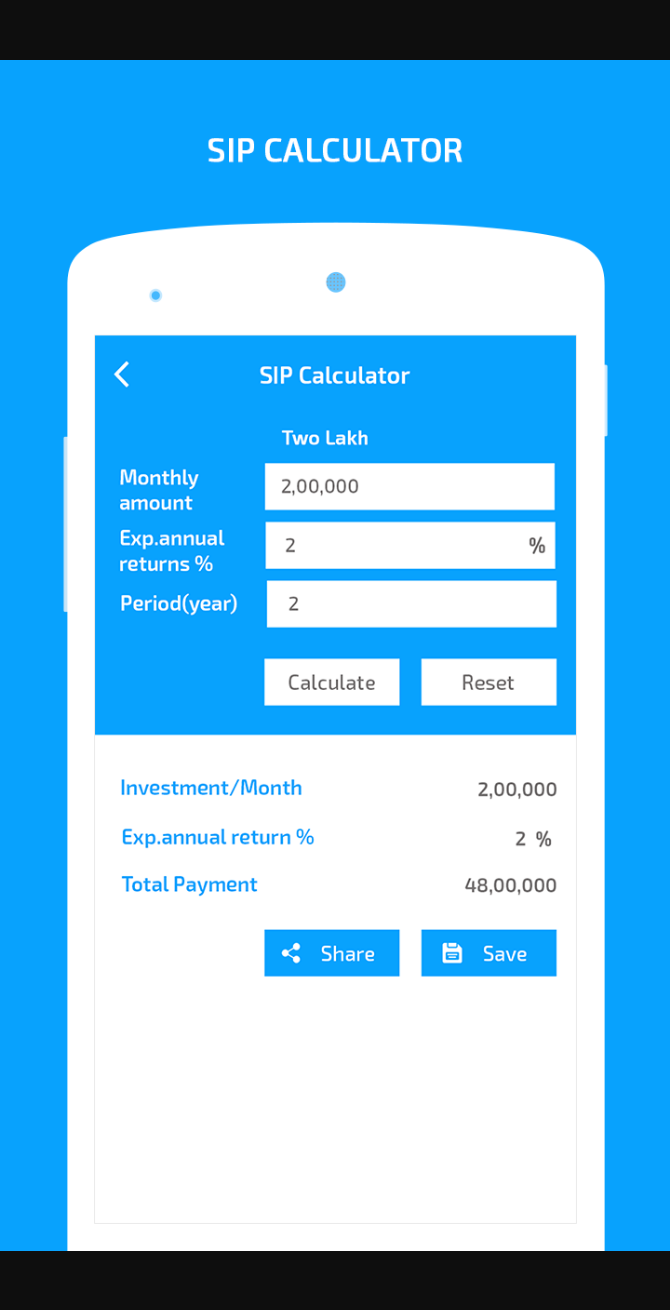 SIP CALCULATOR
SIP Calculator
Two Lakh
Monthly
amount
2,00,000
Exp.annual
returns %
2 %
Period(year)
2
Calculate Reset
Investment/Month 2,00,000
Exp.annual return % 2 %
Total Payment 48,00,000
Share Save